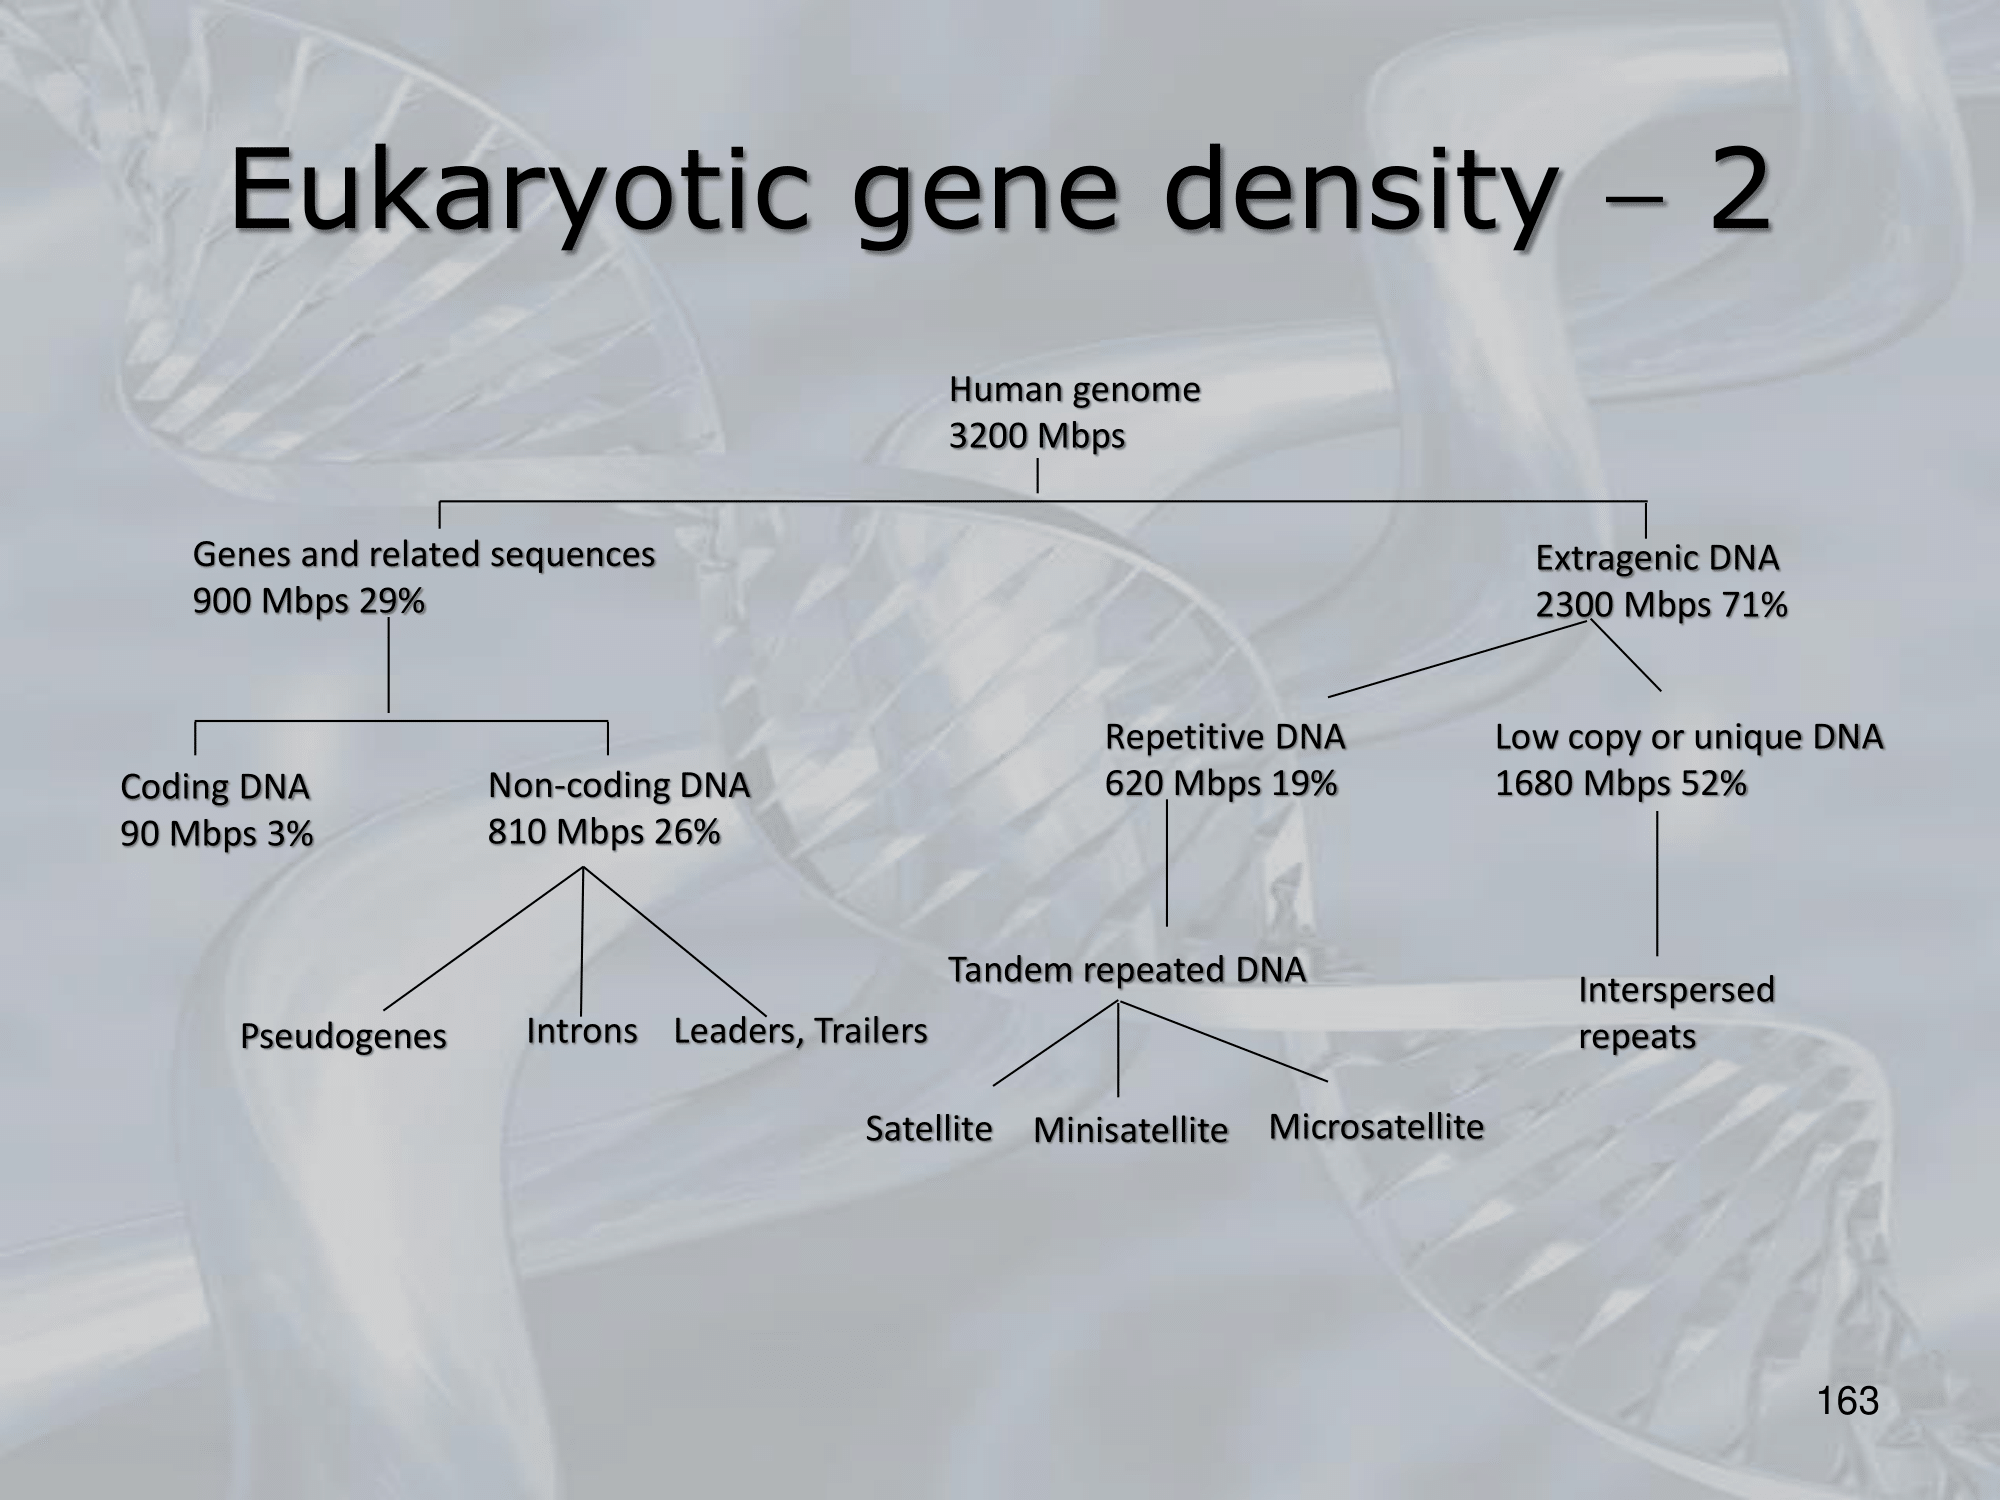 Eukaryotic gene density – 2
Human genome
3200 Mbps
Genes and related sequences
900 Mbps 29%
Extragenic DNA
2300 Mbps 71%
Coding DNA
90 Mbps 3%
Non-coding DNA
810 Mbps 26%
Repetitive DNA
620 Mbps 19%
Low copy or unique DNA
1680 Mbps 52%
Pseudogenes
Introns
Leaders, Trailers
Tandem repeated DNA
Interspersed
repeats
Satellite
Minisatellite
Microsatellite
163